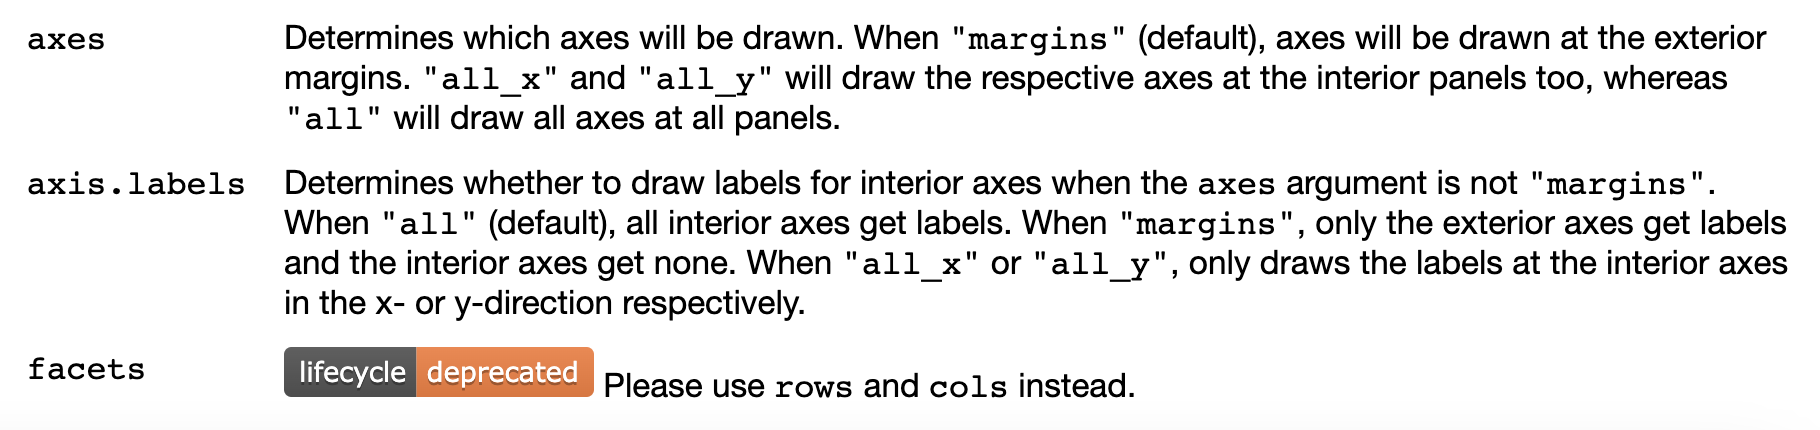 axes Determines which axes will be drawn. When "margins" (default), axes will be drawn at the exterior
margins. "all_x" and "all_y" will draw the respective axes at the interior panels too, whereas
"all" will draw all axes at all panels.
axis.labels Determines whether to draw labels for interior axes when the axes argument is not "margins".
When "all" (default), all interior axes get labels. When "margins", only the exterior axes get labels
and the interior axes get none. When "all_x" or "all_y", only draws the labels at the interior axes
in the x- or y-direction respectively.
facets lifecycle deprecated Please use rows and cols instead.